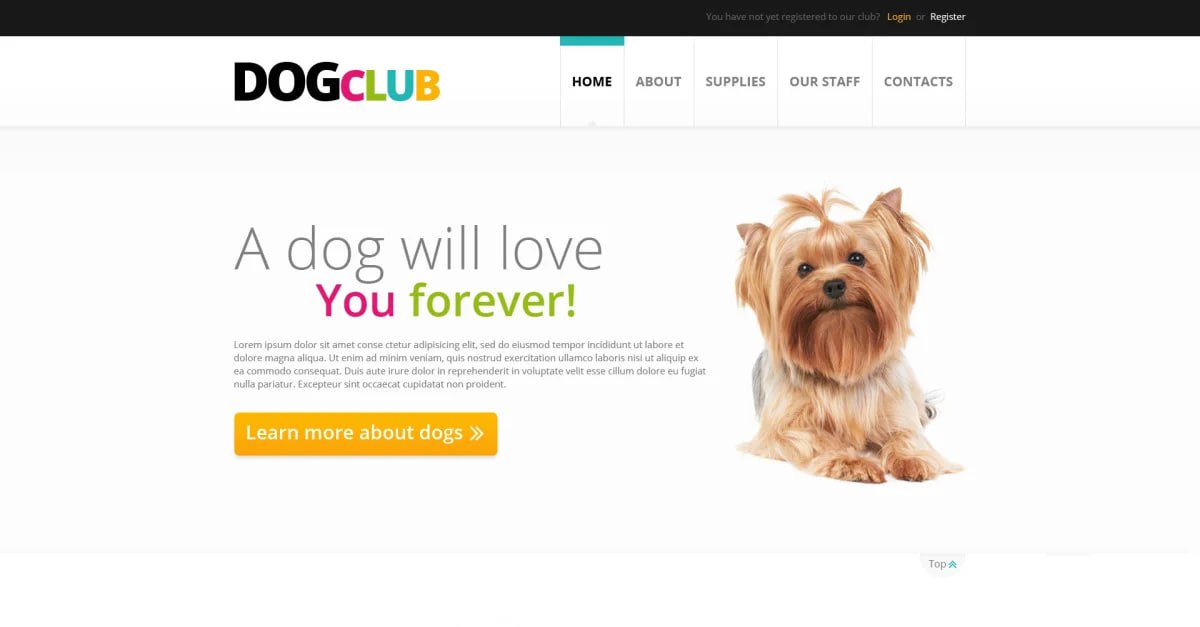 You have not yet registered to our club? Login or Register
DOGCLUB
HOME ABOUT SUPPLIES OUR STAFF CONTACTS
A dog will love
You forever!
Lorem ipsum dolor sit amet conse ctetur adipisicing elit, sed do eiusmod tempor incididunt ut labore et
dolore magna aliqua. Ut enim ad minim veniam, quis nostrud exercitation ullamco laboris nisi ut aliquip ex
ea commodo consequat. Duis aute irure dolor in reprehenderit in voluptate velit esse cillum dolore eu fugiat
nulla pariatur. Excepteur sint occaecat cupidatat non proident.
Learn more about dogs
Top